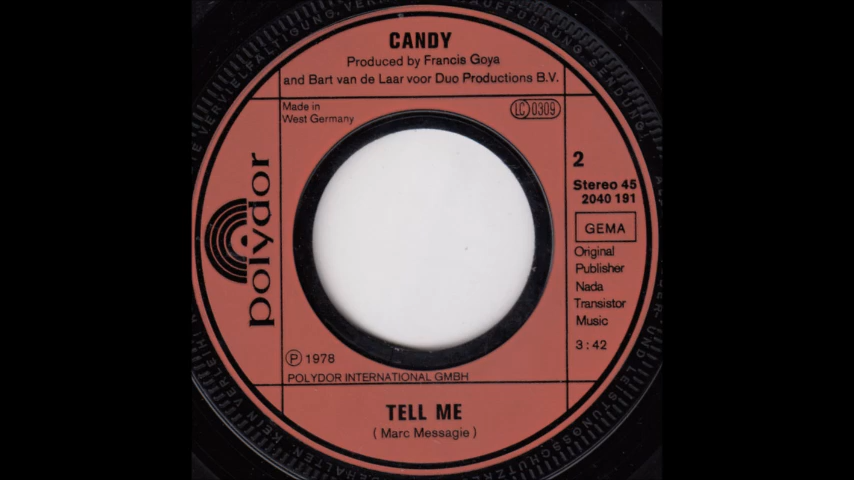 CANDY
Produced by Francis Goya
and Bart van de Laar voor Duo Productions B.V.
Made in
West Germany
LC 0309
polydor
2
Stereo 45
2040 191
GEMA
Original
Publisher
Nada
Transistor
Music
3:42
Ⓟ 1978
POLYDOR INTERNATIONAL GMBH
TELL ME
( Marc Messagie )